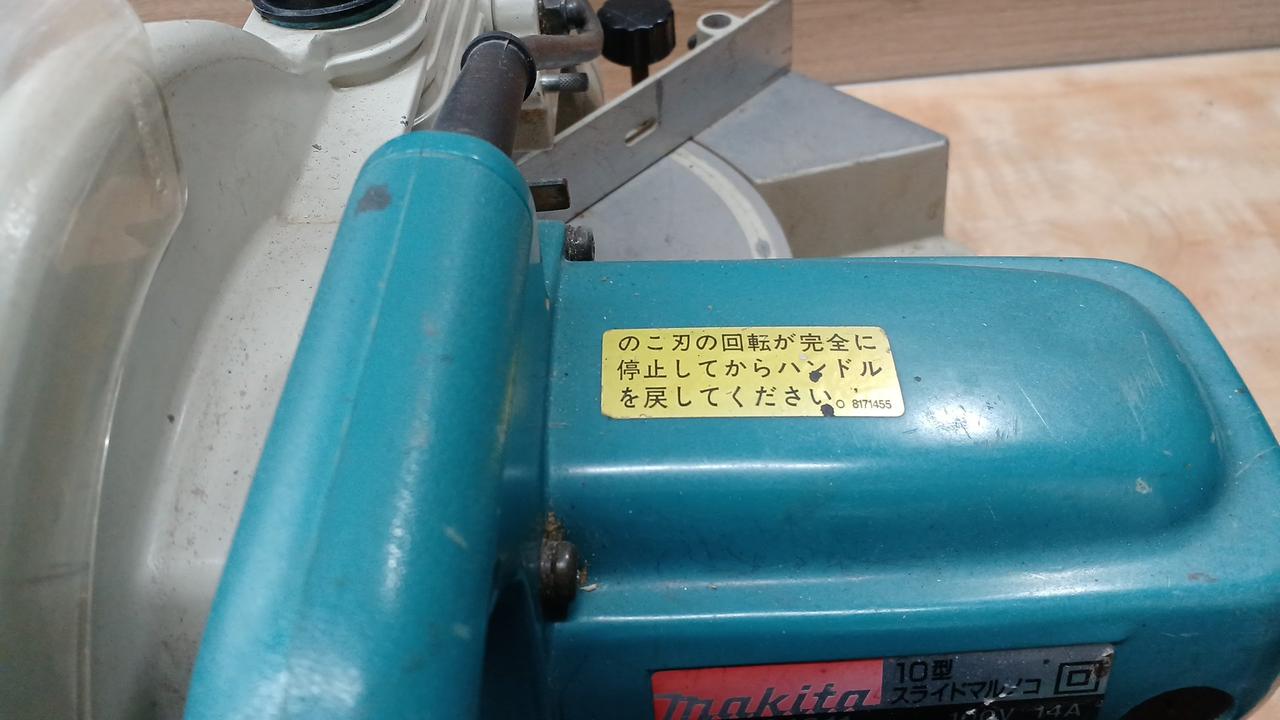 のこ刃の回転が完全に
停止してからハンドル
を戻してください。 8171455
makita
10型
スライドマルノコ
100V 14A